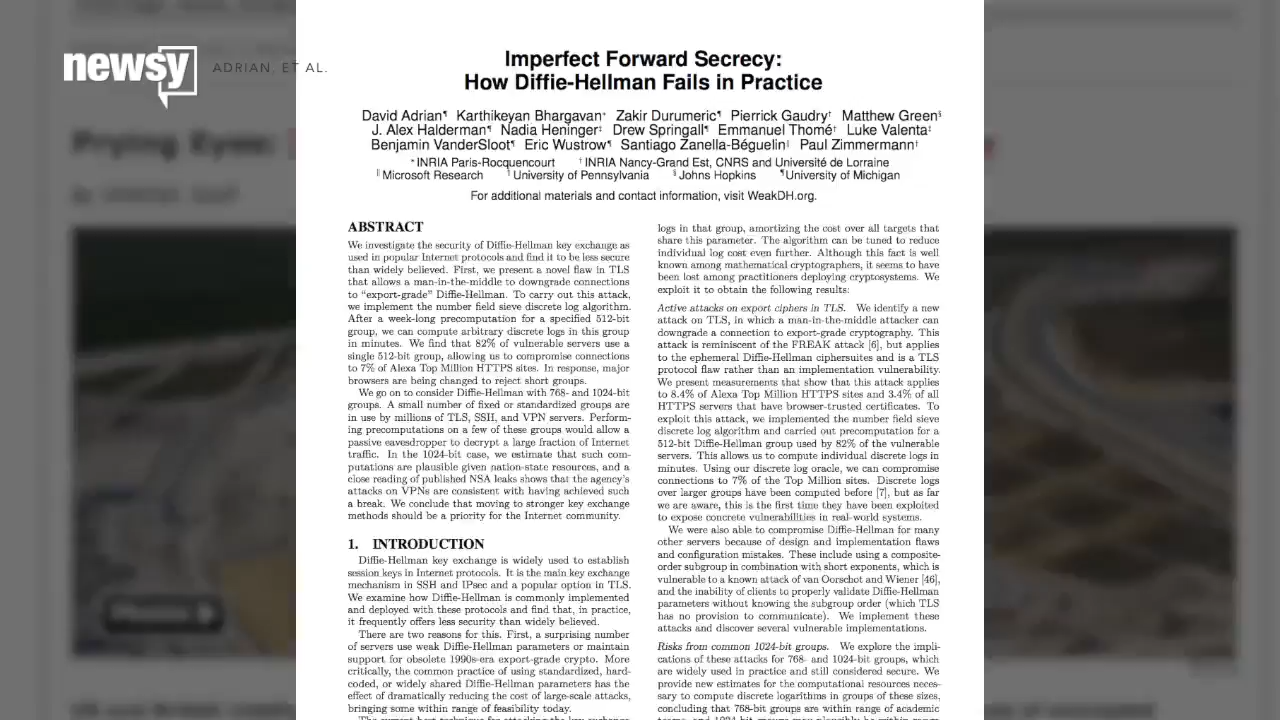 newsy
ADRIAN, ET AL.
Imperfect Forward Secrecy:
How Diffie-Hellman Fails in Practice
David Adrian¶ Karthikeyan Bhargavan* Zakir Durumeric¶ Pierrick Gaudry† Matthew Green§
J. Alex Halderman¶ Nadia Heninger‡ Drew Springall¶ Emmanuel Thomé† Luke Valenta‡
Benjamin VanderSloot¶ Eric Wustrow¶ Santiago Zanella-Béguelin‖ Paul Zimmermann†
*INRIA Paris-Rocquencourt †INRIA Nancy-Grand Est, CNRS and Université de Lorraine
‖Microsoft Research ‡University of Pennsylvania §Johns Hopkins ¶University of Michigan
For additional materials and contact information, visit WeakDH.org.
ABSTRACT
We investigate the security of Diffie-Hellman key exchange as
used in popular Internet protocols and find it to be less secure
than widely believed. First, we present a novel flaw in TLS
that allows a man-in-the-middle to downgrade connections
to “export-grade” Diffie-Hellman. To carry out this attack,
we implement the number field sieve discrete log algorithm.
After a week-long precomputation for a specified 512-bit
group, we can compute arbitrary discrete logs in this group
in minutes. We find that 82% of vulnerable servers use a
single 512-bit group, allowing us to compromise connections
to 7% of Alexa Top Million HTTPS sites. In response, major
browsers are being changed to reject short groups.
We go on to consider Diffie-Hellman with 768- and 1024-bit
groups. A small number of fixed or standardized groups are
in use by millions of TLS, SSH, and VPN servers. Perform-
ing precomputations on a few of these groups would allow a
passive eavesdropper to decrypt a large fraction of Internet
traffic. In the 1024-bit case, we estimate that such com-
putations are plausible given nation-state resources, and a
close reading of published NSA leaks shows that the agency’s
attacks on VPNs are consistent with having achieved such
a break. We conclude that moving to stronger key exchange
methods should be a priority for the Internet community.
1. INTRODUCTION
Diffie-Hellman key exchange is widely used to establish
session keys in Internet protocols. It is the main key exchange
mechanism in SSH and IPsec and a popular option in TLS.
We examine how Diffie-Hellman is commonly implemented
and deployed with these protocols and find that, in practice,
it frequently offers less security than widely believed.
There are two reasons for this. First, a surprising number
of servers use weak Diffie-Hellman parameters or maintain
support for obsolete 1990s-era export-grade crypto. More
critically, the common practice of using standardized, hard-
coded, or widely shared Diffie-Hellman parameters has the
effect of dramatically reducing the cost of large-scale attacks,
bringing some within range of feasibility today.
The current best technique for attacking the key exchange
logs in that group, amortizing the cost over all targets that
share this parameter. The algorithm can be tuned to reduce
individual log cost even further. Although this fact is well
known among mathematical cryptographers, it seems to have
been lost among practitioners deploying cryptosystems. We
exploit it to obtain the following results:
Active attacks on export ciphers in TLS. We identify a new
attack on TLS, in which a man-in-the-middle attacker can
downgrade a connection to export-grade cryptography. This
attack is reminiscent of the FREAK attack [6], but applies
to the ephemeral Diffie-Hellman ciphersuites and is a TLS
protocol flaw rather than an implementation vulnerability.
We present measurements that show that this attack applies
to 8.4% of Alexa Top Million HTTPS sites and 3.4% of all
HTTPS servers that have browser-trusted certificates. To
exploit this attack, we implemented the number field sieve
discrete log algorithm and carried out precomputation for a
512-bit Diffie-Hellman group used by 82% of the vulnerable
servers. This allows us to compute individual discrete logs in
minutes. Using our discrete log oracle, we can compromise
connections to 7% of the Top Million sites. Discrete logs
over larger groups have been computed before [7], but as far
we are aware, this is the first time they have been exploited
to expose concrete vulnerabilities in real-world systems.
We were also able to compromise Diffie-Hellman for many
other servers because of design and implementation flaws
and configuration mistakes. These include using a composite-
order subgroup in combination with short exponents, which is
vulnerable to a known attack of van Oorschot and Wiener [46],
and the inability of clients to properly validate Diffie-Hellman
parameters without knowing the subgroup order (which TLS
has no provision to communicate). We implement these
attacks and discover several vulnerable implementations.
Risks from common 1024-bit groups. We explore the impli-
cations of these attacks for 768- and 1024-bit groups, which
are widely used in practice and still considered secure. We
provide new estimates for the computational resources neces-
sary to compute discrete logarithms in groups of these sizes,
concluding that 768-bit groups are within range of academic
Prying Eyes:
Photos